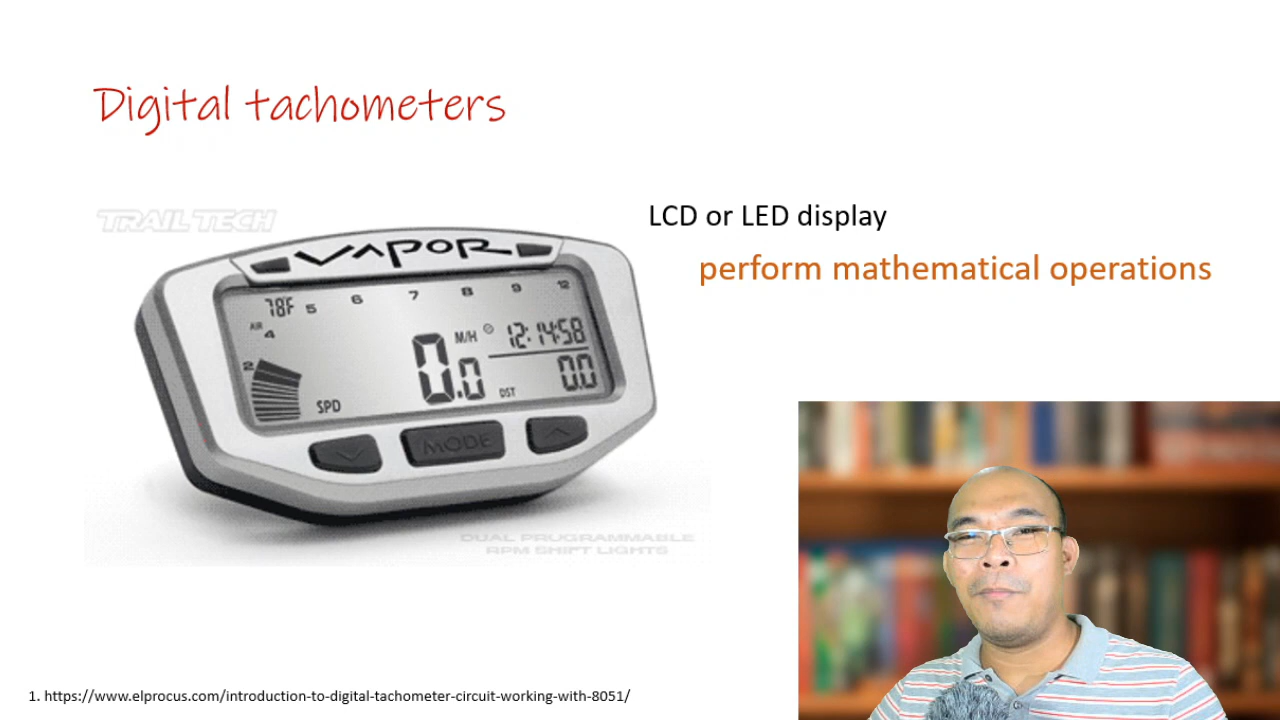 Digital tachometers
TRAIL TECH
LCD or LED display
perform mathematical operations
VAPOR
78F 5 6 7 8 9 12
AIR 4
M/H 12:14:58
2
0.0 0.0
SPD DST
MODE
DUAL PROGRAMMABLE
RPM SHIFT LIGHTS
1. https://www.elprocus.com/introduction-to-digital-tachometer-circuit-working-with-8051/